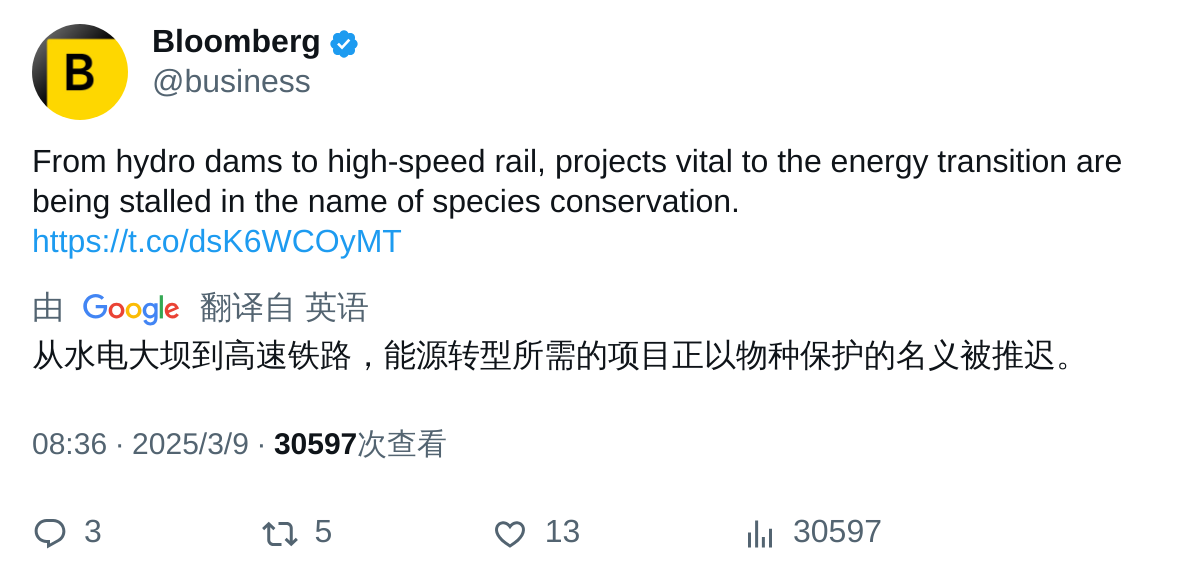 B
Bloomberg
@business
From hydro dams to high-speed rail, projects vital to the energy transition are
being stalled in the name of species conservation.
https://t.co/dsK6WCOyMT
由 Google 翻译自 英语
从水电大坝到高速铁路，能源转型所需的项目正以物种保护的名义被推迟。
08:36 · 2025/3/9 · 30597次查看
3 5 13 30597